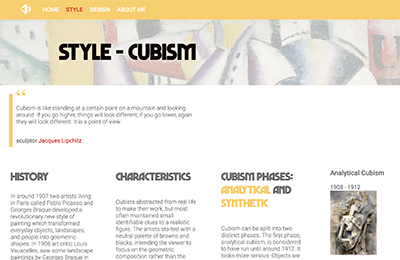 HOME STYLE DESIGN ABOUT ME
STYLE - CUBISM
“
Cubism is like standing at a certain point on a mountain and looking
around. If you go higher, things will look different, if you go lower, again
they will look different. It is a point of view.
sculptor Jacques Lipchitz
HISTORY
In around 1907 two artists living
in Paris called Pablo Picasso and
Georges Braque developed a
revolutionary new style of
painting which transformed
everyday objects, landscapes,
and people into geometric
shapes. In 1908 art critic Louis
Vauxcelles, saw some landscape
paintings by Georges Braque in
CHARACTERISTICS
Cubists abstracted from real life
to make their work, but most
often maintained small
identifiable clues to a realistic
figure. The artists started with a
neutral palette of browns and
blacks, intending the viewer to
focus on the geometric
composition rather than the
CUBISM PHASES:
ANALYTICAL AND
SYNTHETIC
Cubism can be split into two
distinct phases. The first phase,
analytical cubism, is considered
to have run until around 1912. It
looks more serious. Objects are
Analytical Cubism
1908 - 1912